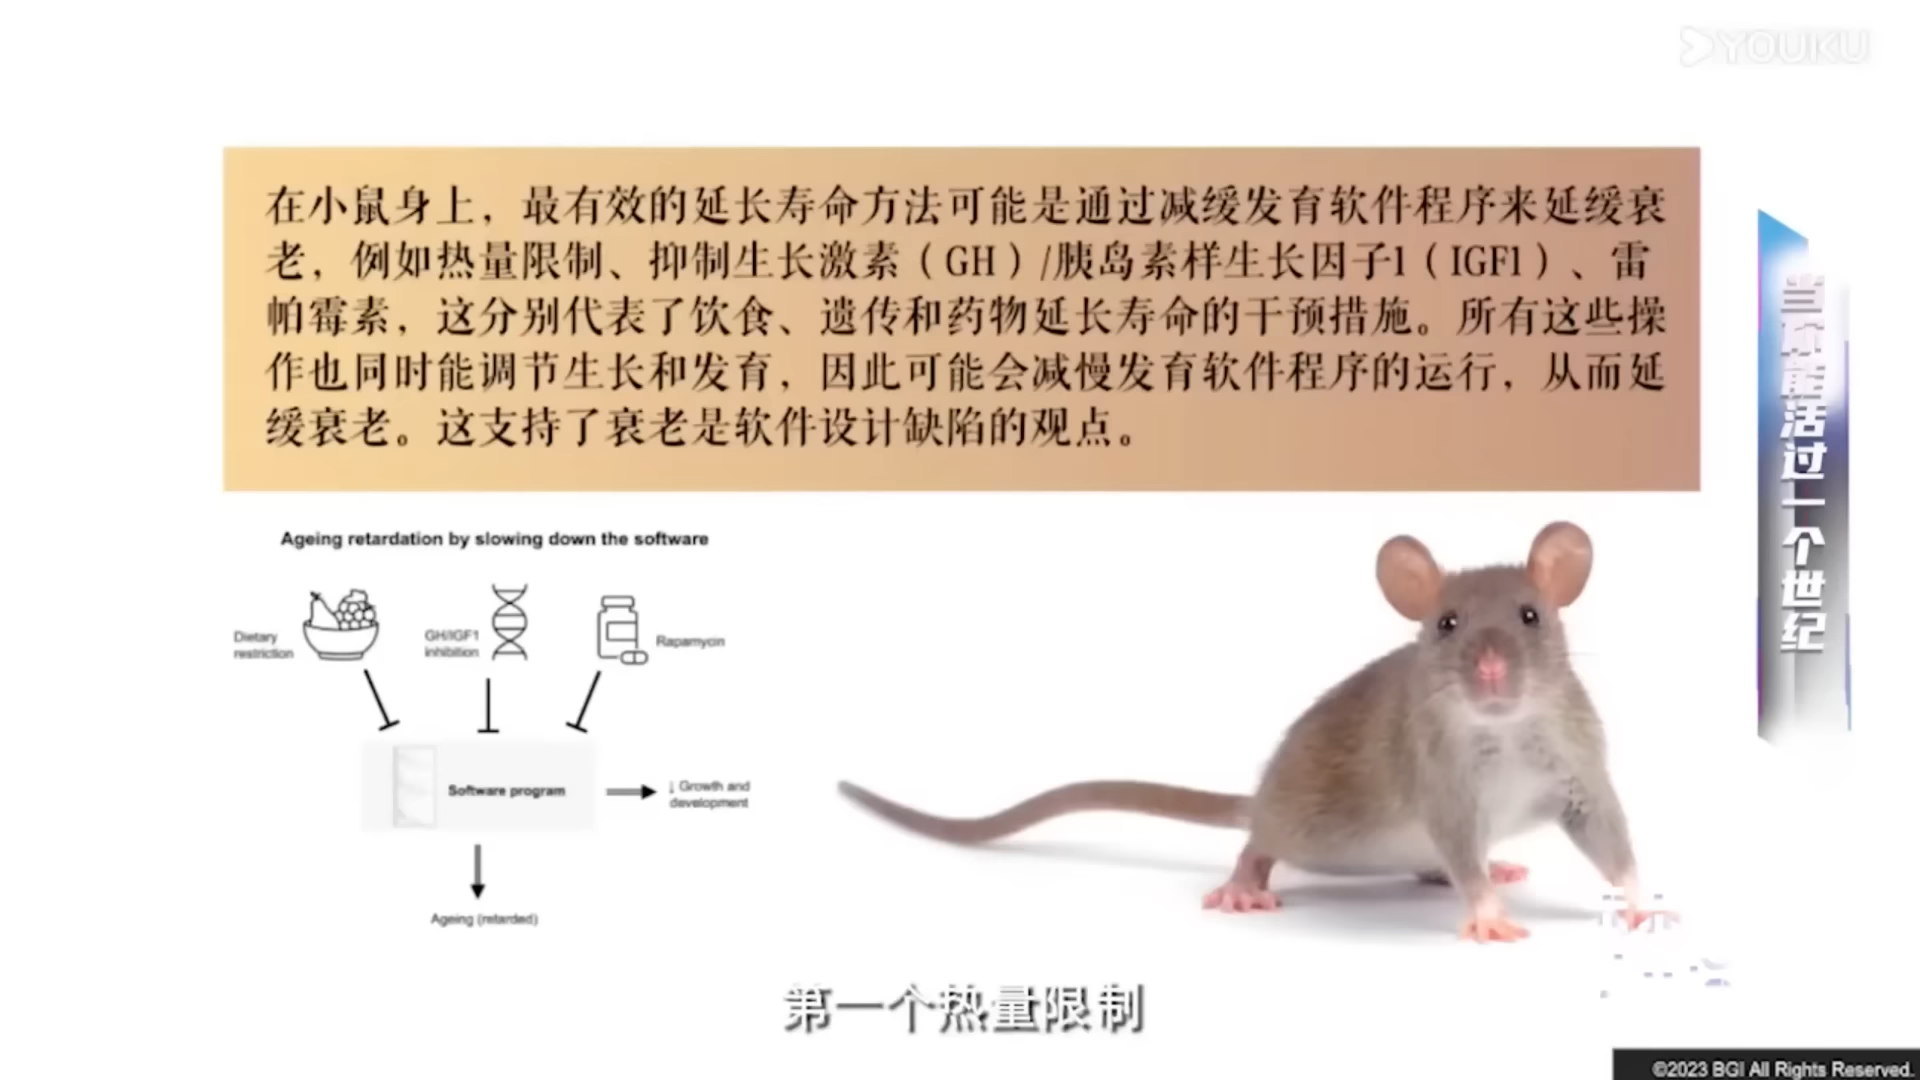 YOUKU
在小鼠身上，最有效的延长寿命方法可能是通过减缓发育软件程序来延缓衰
老，例如热量限制、抑制生长激素（GH）/胰岛素样生长因子1（IGF1）、雷
帕霉素，这分别代表了饮食、遗传和药物延长寿命的干预措施。所有这些操
作也同时能调节生长和发育，因此可能会减慢发育软件程序的运行，从而延
缓衰老。这支持了衰老是软件设计缺陷的观点。
当你能活过一个世纪
Ageing retardation by slowing down the software
Dietary
restriction
GH/IGF1
inhibition
Rapamycin
Software program
↓ Growth and
development
Ageing (retarded)
第一个热量限制
©2023 BGI All Rights Reserved.